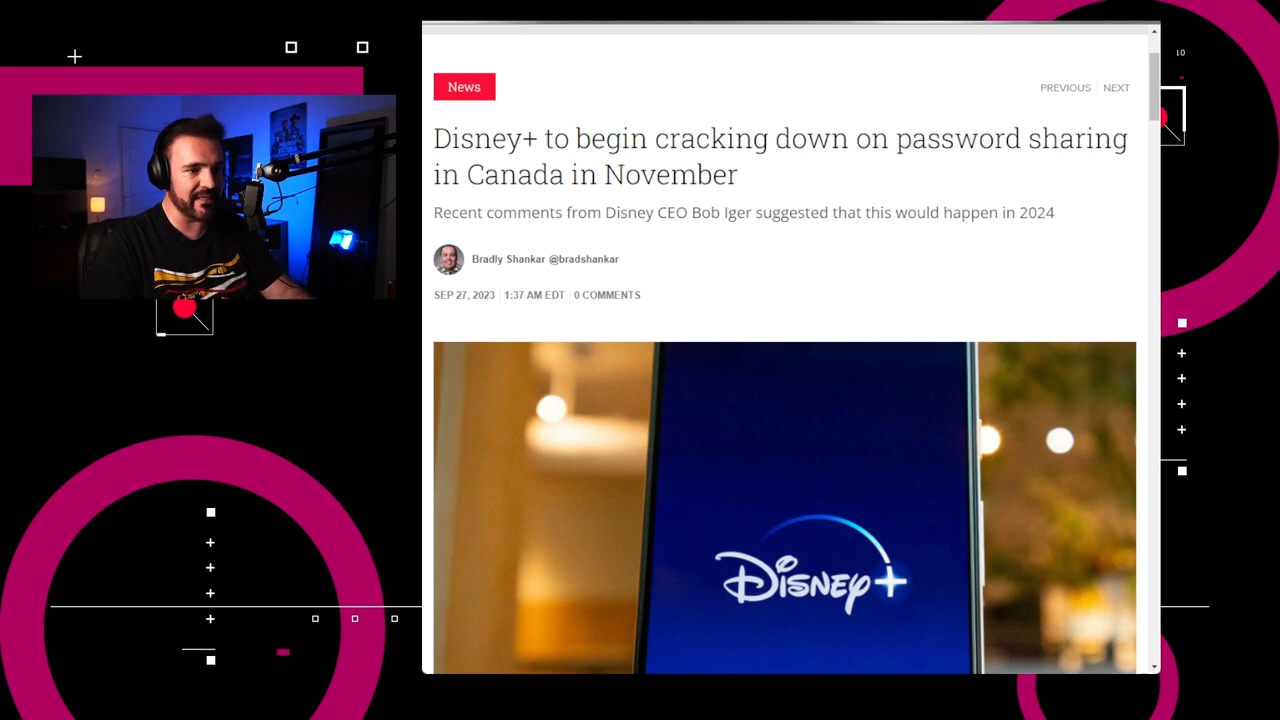 News
PREVIOUS
NEXT
Disney+ to begin cracking down on password sharing
in Canada in November
Recent comments from Disney CEO Bob Iger suggested that this would happen in 2024
Bradly Shankar @bradshankar
SEP 27, 2023
1:37 AM EDT
0 COMMENTS
Disney+